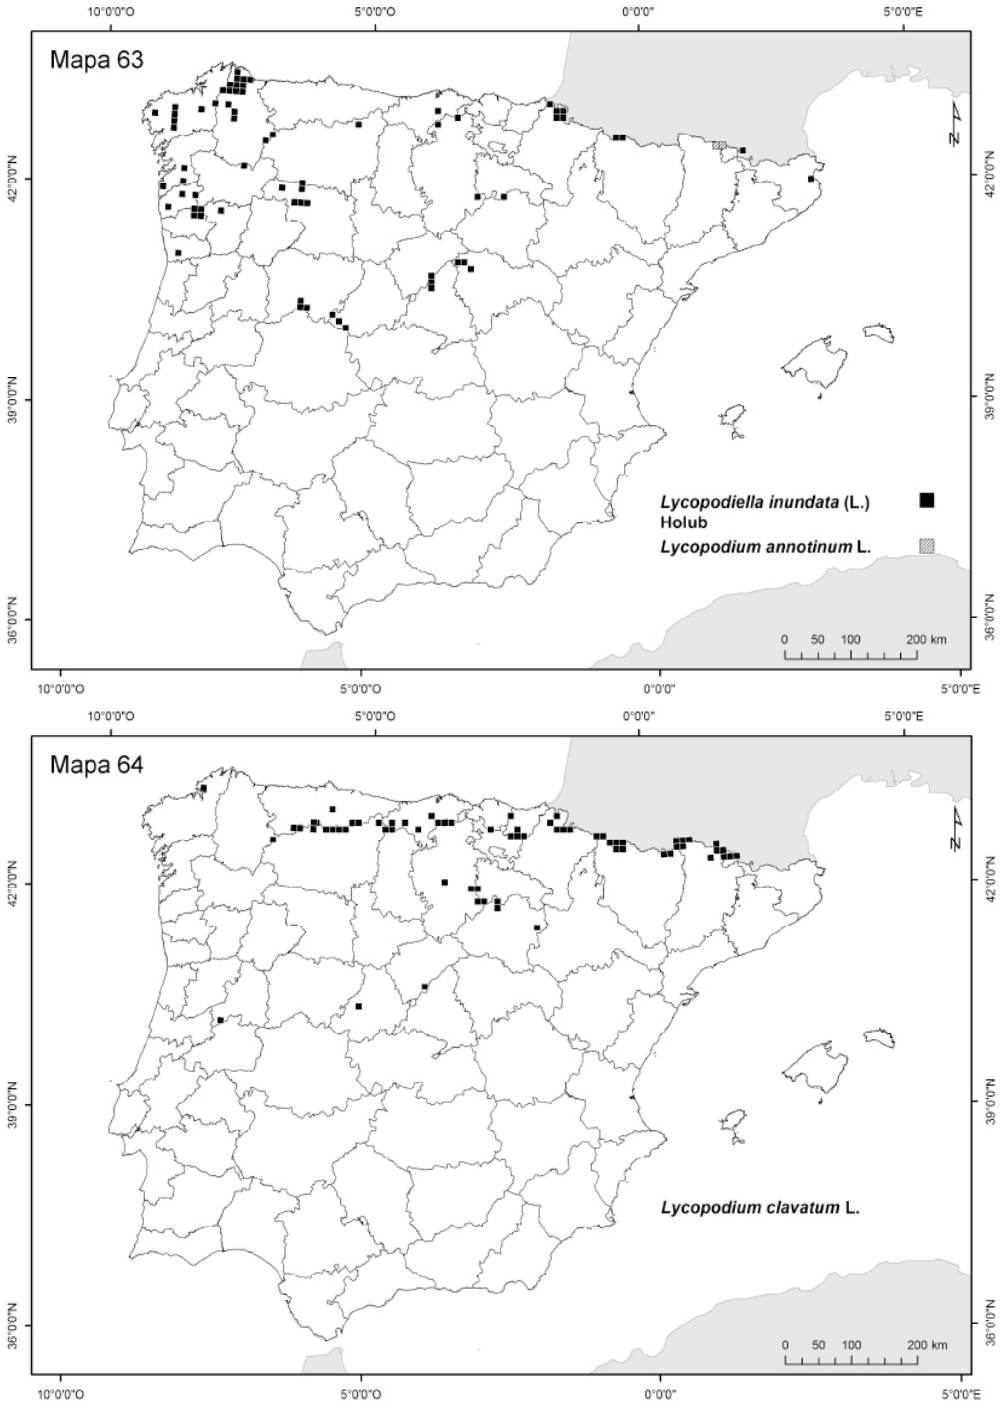 10°0'0"O 5°0'0"O 0°0'0" 5°0'0"E
Mapa 63
42°0'0"N 42°0'0"N
39°0'0"N 39°0'0"N
Lycopodiella inundata (L.)
Holub
Lycopodium annotinum L.
36°0'0"N 36°0'0"N
0 50 100 200 km
10°0'0"O 5°0'0"O 0°0'0" 5°0'0"E
10°0'0"O 5°0'0"O 0°0'0" 5°0'0"E
Mapa 64
42°0'0"N 42°0'0"N
39°0'0"N 39°0'0"N
Lycopodium clavatum L.
36°0'0"N 36°0'0"N
0 50 100 200 km
10°0'0"O 5°0'0"O 0°0'0" 5°0'0"E
N
N